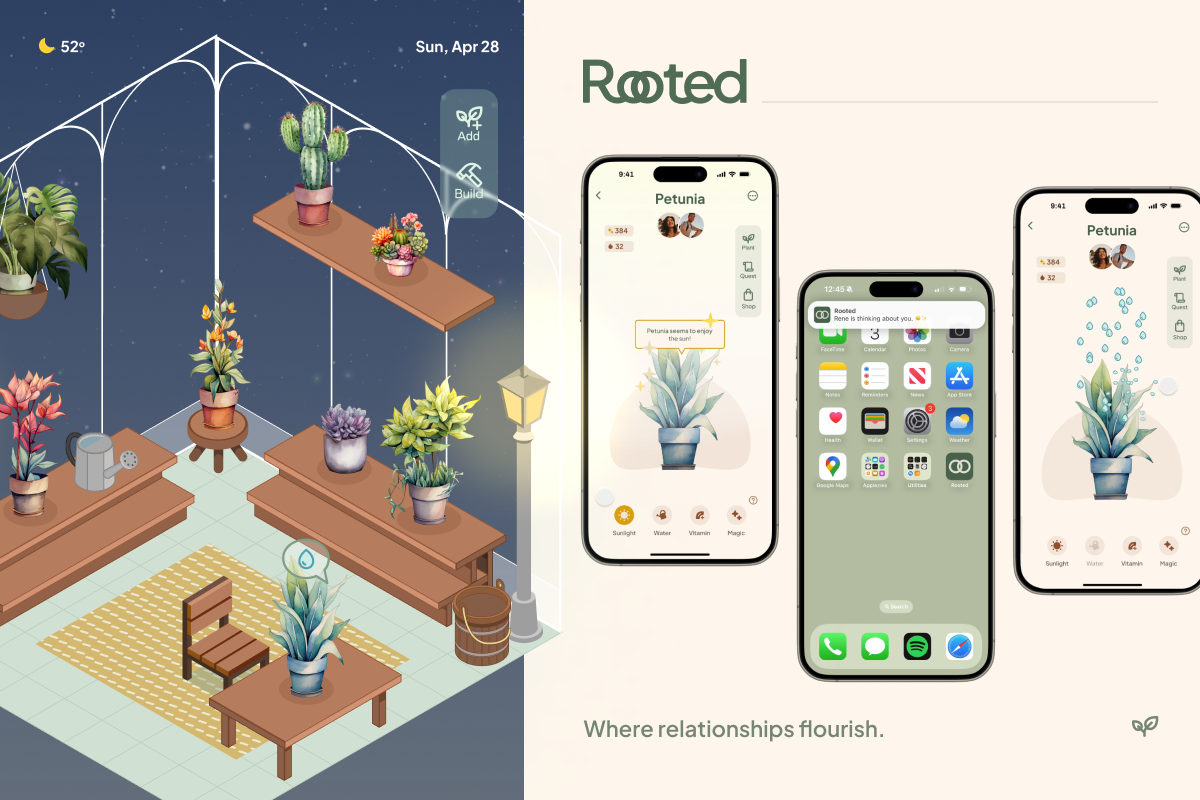 52°
Sun, Apr 28
Add
Build
Rooted
9:41
Petunia
384
32
Plant
Quest
Shop
Petunia seems to enjoy
the sun!
Sunlight
Water
Vitamin
Magic
12:45
Rooted
Rene is thinking about you.
FaceTime
Calendar
Photos
Camera
3
Notes
Reminders
News
App Store
Health
Wallet
Settings
Weather
3
Google Maps
Applecies
Utilities
Rooted
Search
9:41
Petunia
384
32
Plant
Quest
Shop
Sunlight
Water
Vitamin
Magic
Where relationships flourish.